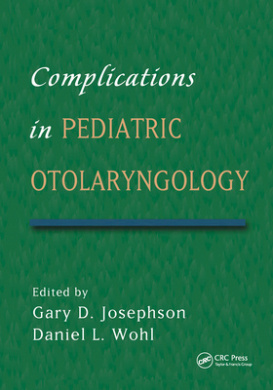 Complications
in PEDIATRIC
OTOLARYNGOLOGY
Edited by
Gary D. Josephson
Daniel L. Wohl
CRC Press
Taylor & Francis Group